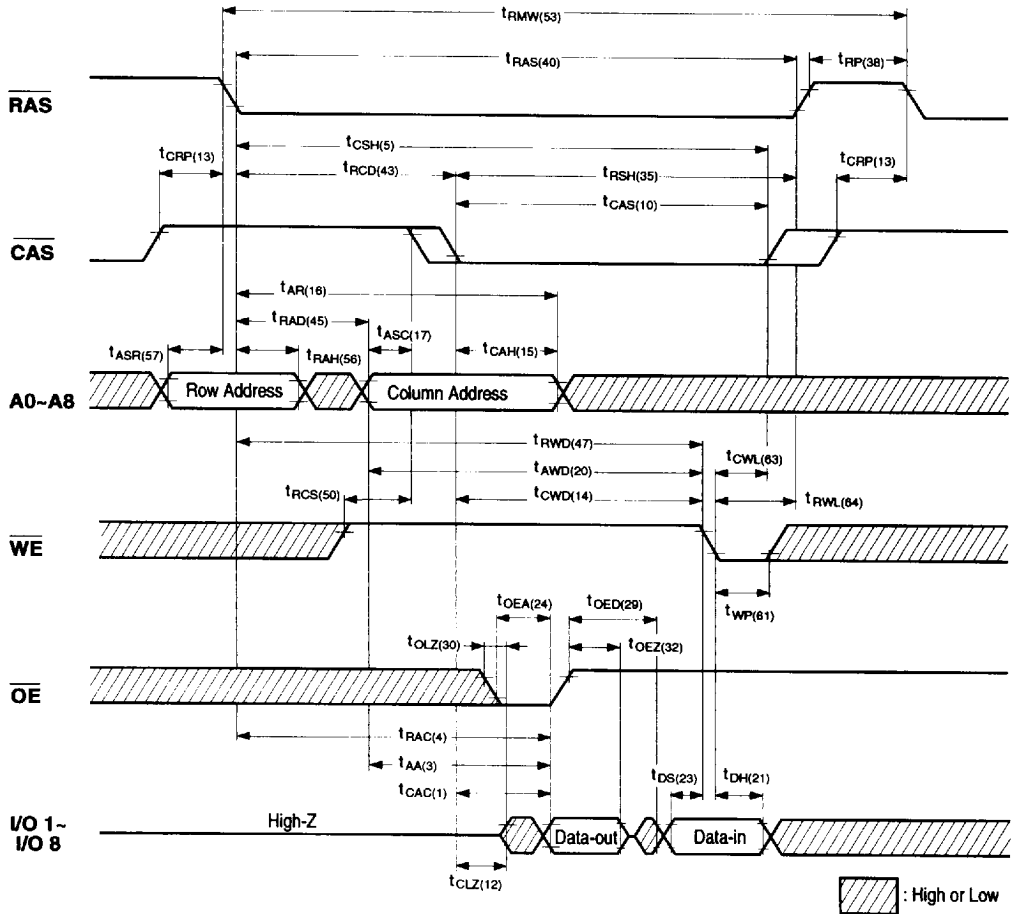 tRMW(53)
tRAS(40)
tRP(38)
RAS
tCSH(5)
tCRP(13)
tRCD(43)
tRSH(35)
tCRP(13)
tCAS(10)
CAS
tAR(16)
tRAD(45)
tASC(17)
tASR(57)
tRAH(56)
tCAH(15)
A0~A8
Row Address
Column Address
tRWD(47)
tCWL(63)
tAWD(20)
tRCS(50)
tCWD(14)
tRWL(64)
WE
tOEA(24)
tOED(29)
tWP(61)
tOLZ(30)
tOEZ(32)
OE
tRAC(4)
tAA(3)
tDS(23)
tDH(21)
tCAC(1)
I/O 1~
I/O 8
High-Z
Data-out
Data-in
tCLZ(12)
: High or Low